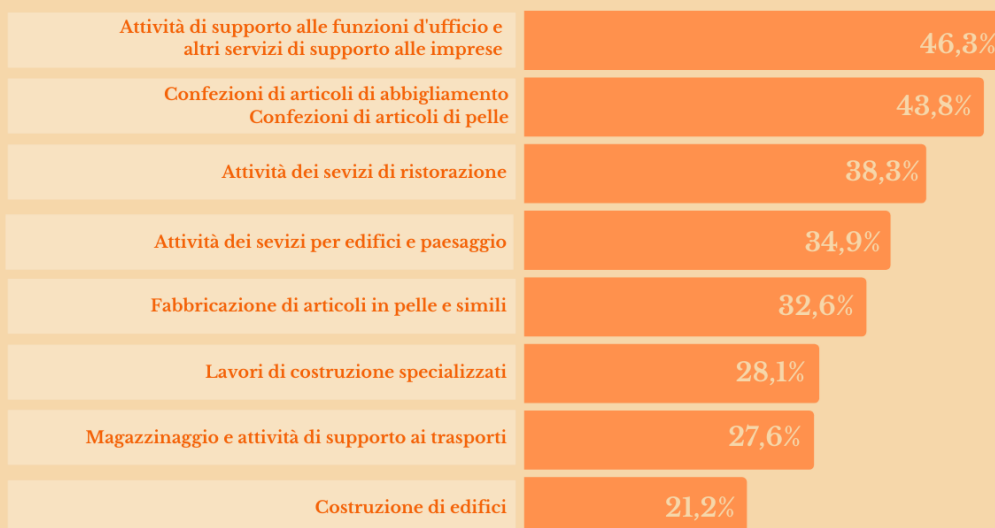 Attività di supporto alle funzioni d'ufficio e
altri servizi di supporto alle imprese
46,3%
Confezioni di articoli di abbigliamento
Confezioni di articoli di pelle
43,8%
Attività dei sevizi di ristorazione
38,3%
Attività dei sevizi per edifici e paesaggio
34,9%
Fabbricazione di articoli in pelle e simili
32,6%
Lavori di costruzione specializzati
28,1%
Magazzinaggio e attività di supporto ai trasporti
27,6%
Costruzione di edifici
21,2%